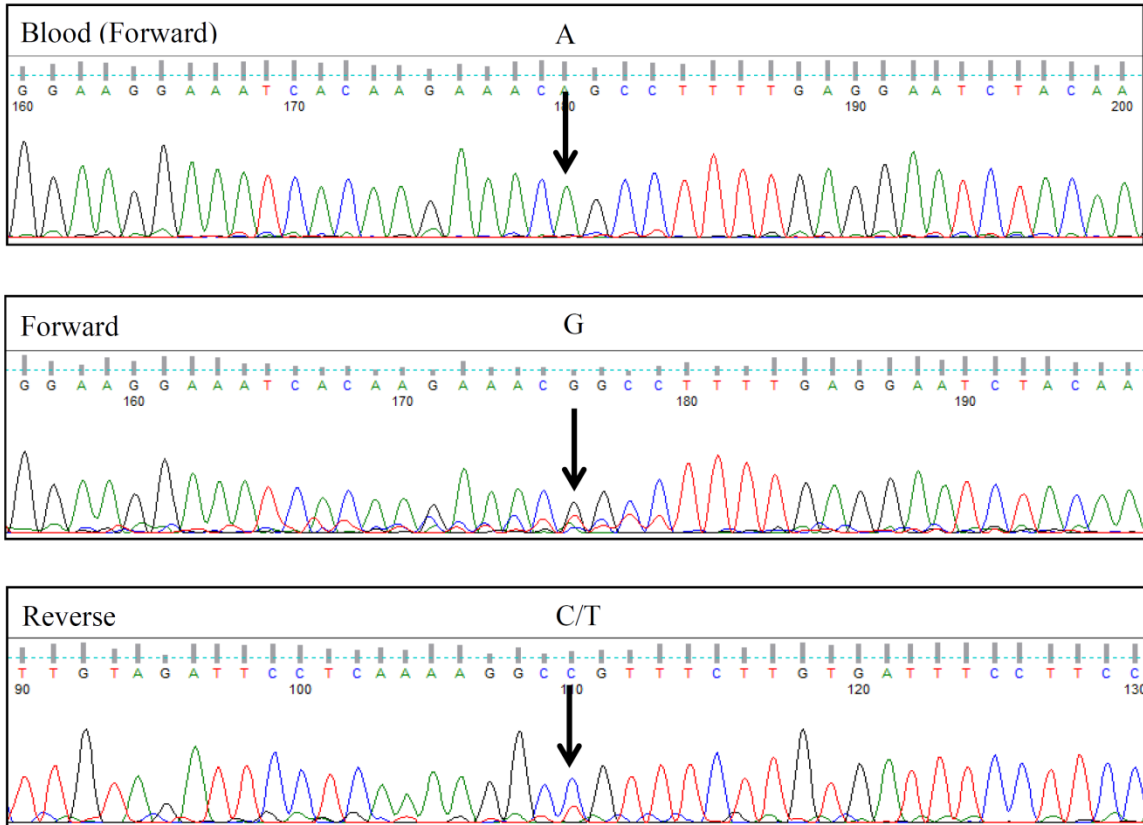 Blood (Forward) A
G G A A G G A A A T C A C A A G A A A C A G C C T T T T G A G G A A T C T A C A A
160 170 180 190 200
Forward G
G G A A G G A A A T C A C A A G A A A C G G C C T T T T G A G G A A T C T A C A A
160 170 180 190
Reverse C/T
T T G T A G A T T C C T C A A A A G G C C G T T T C T T G T G A T T T C C T T C C
90 100 110 120 130